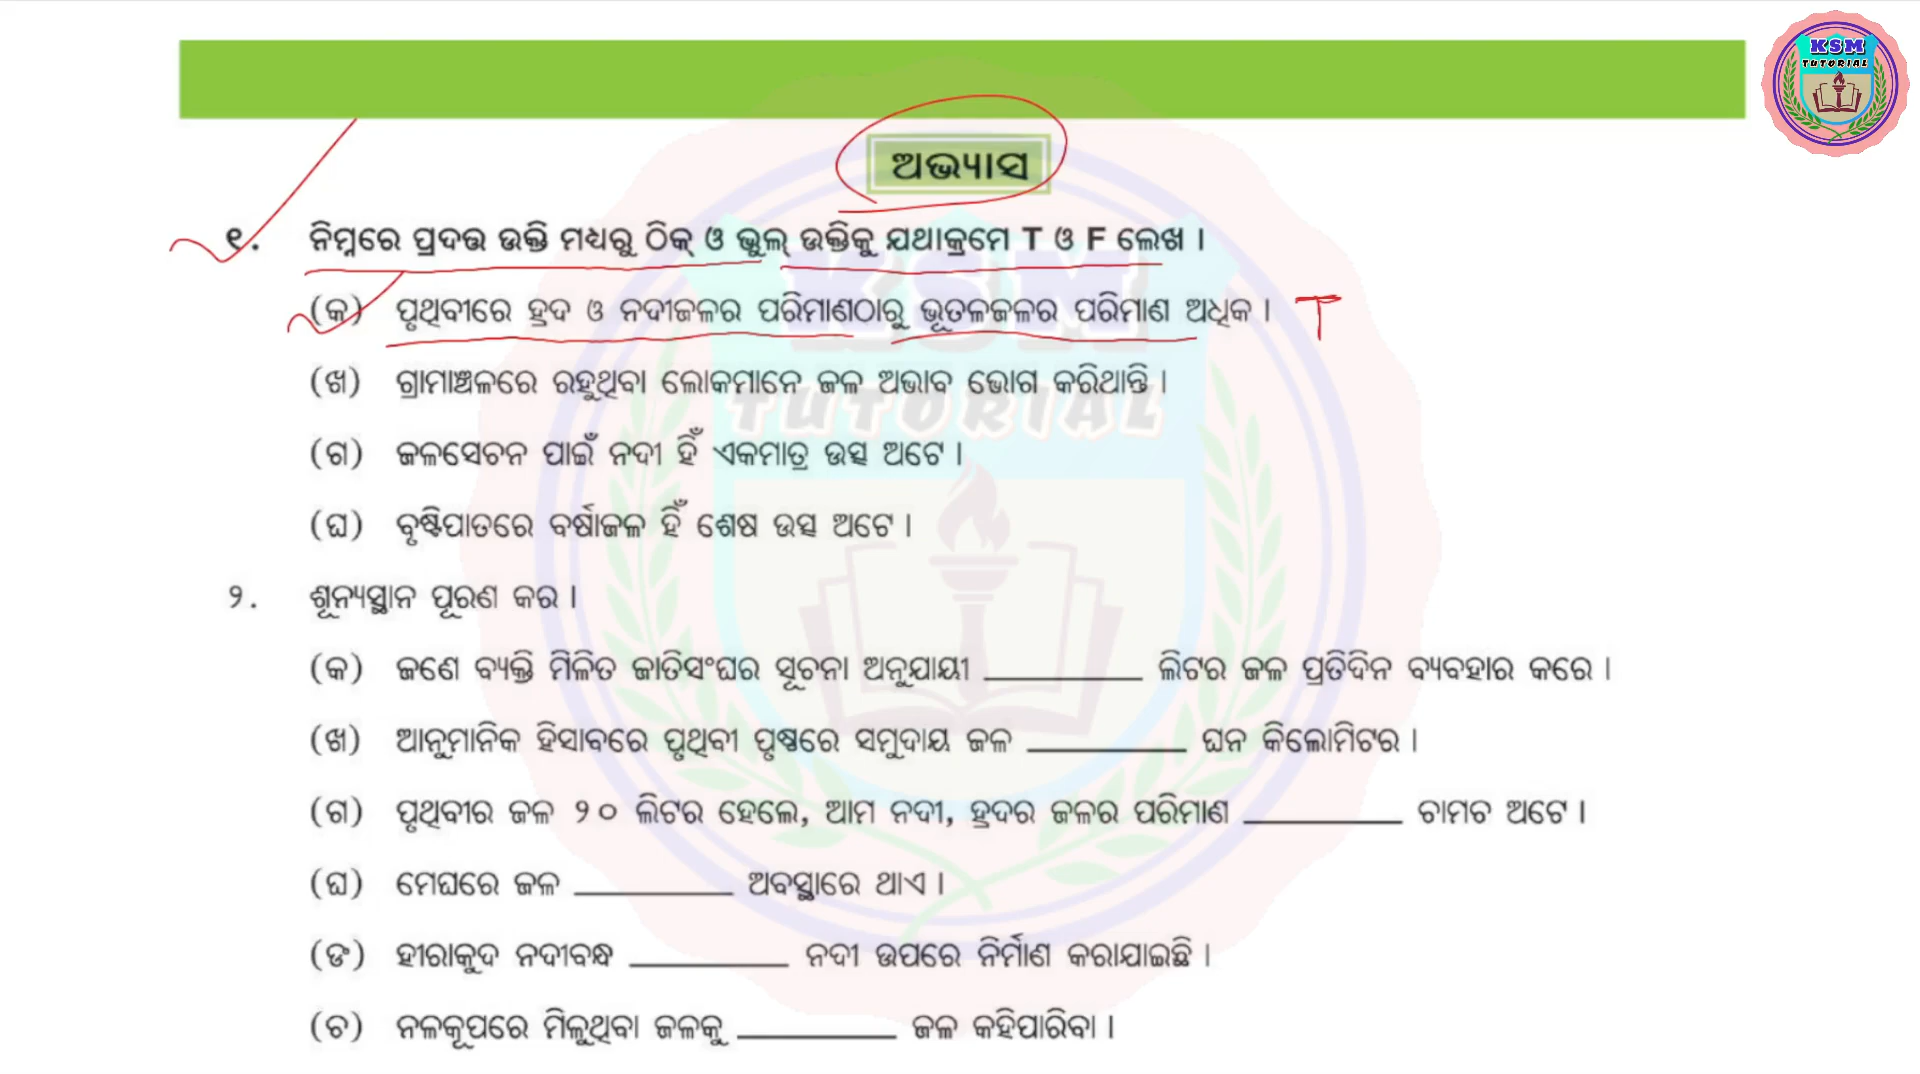 KSM
TUTORIAL
ଅଭ୍ୟାସ
୧. ନିମ୍ନରେ ପ୍ରଦତ୍ତ ଉକ୍ତି ମଧ୍ୟରୁ ଠିକ୍ ଓ ଭୁଲ୍ ଉକ୍ତିକୁ ଯଥାକ୍ରମେ T ଓ F ଲେଖ ।
(କ) ପୃଥିବୀରେ ହ୍ରଦ ଓ ନଦୀଜଳର ପରିମାଣଠାରୁ ଭୂତଳଜଳର ପରିମାଣ ଅଧିକ । T
(ଖ) ଗ୍ରାମାଞ୍ଚଳରେ ରହୁଥିବା ଲୋକମାନେ ଜଳ ଅଭାବ ଭୋଗ କରିଥାନ୍ତି ।
(ଗ) ଜଳସେଚନ ପାଇଁ ନଦୀ ହିଁ ଏକମାତ୍ର ଉତ୍ସ ଅଟେ ।
(ଘ) ବୃଷ୍ଟିପାତରେ ବର୍ଷାଜଳ ହିଁ ଶେଷ ଉତ୍ସ ଅଟେ ।
୨. ଶୂନ୍ୟସ୍ଥାନ ପୂରଣ କର ।
(କ) ଜଣେ ବ୍ୟକ୍ତି ମିଳିତ ଜାତିସଂଘର ସୂଚନା ଅନୁଯାୟୀ ________ ଲିଟର ଜଳ ପ୍ରତିଦିନ ବ୍ୟବହାର କରେ ।
(ଖ) ଆନୁମାନିକ ହିସାବରେ ପୃଥିବୀ ପୃଷ୍ଠରେ ସମୁଦାୟ ଜଳ ________ ଘନ କିଲୋମିଟର ।
(ଗ) ପୃଥିବୀର ଜଳ ୨୦ ଲିଟର ହେଲେ, ଆମ ନଦୀ, ହ୍ରଦର ଜଳର ପରିମାଣ ________ ଚାମଚ ଅଟେ ।
(ଘ) ମେଘରେ ଜଳ ________ ଅବସ୍ଥାରେ ଥାଏ ।
(ଙ) ହୀରାକୁଦ ନଦୀବନ୍ଧ ________ ନଦୀ ଉପରେ ନିର୍ମାଣ କରାଯାଇଛି ।
(ଚ) ନଳକୂପରେ ମିଳୁଥିବା ଜଳକୁ ________ ଜଳ କହିପାରିବା ।
KSM
TUTORIAL